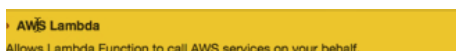 AWS Lambda
Allows Lambda Function to call AWS services on your behalf.